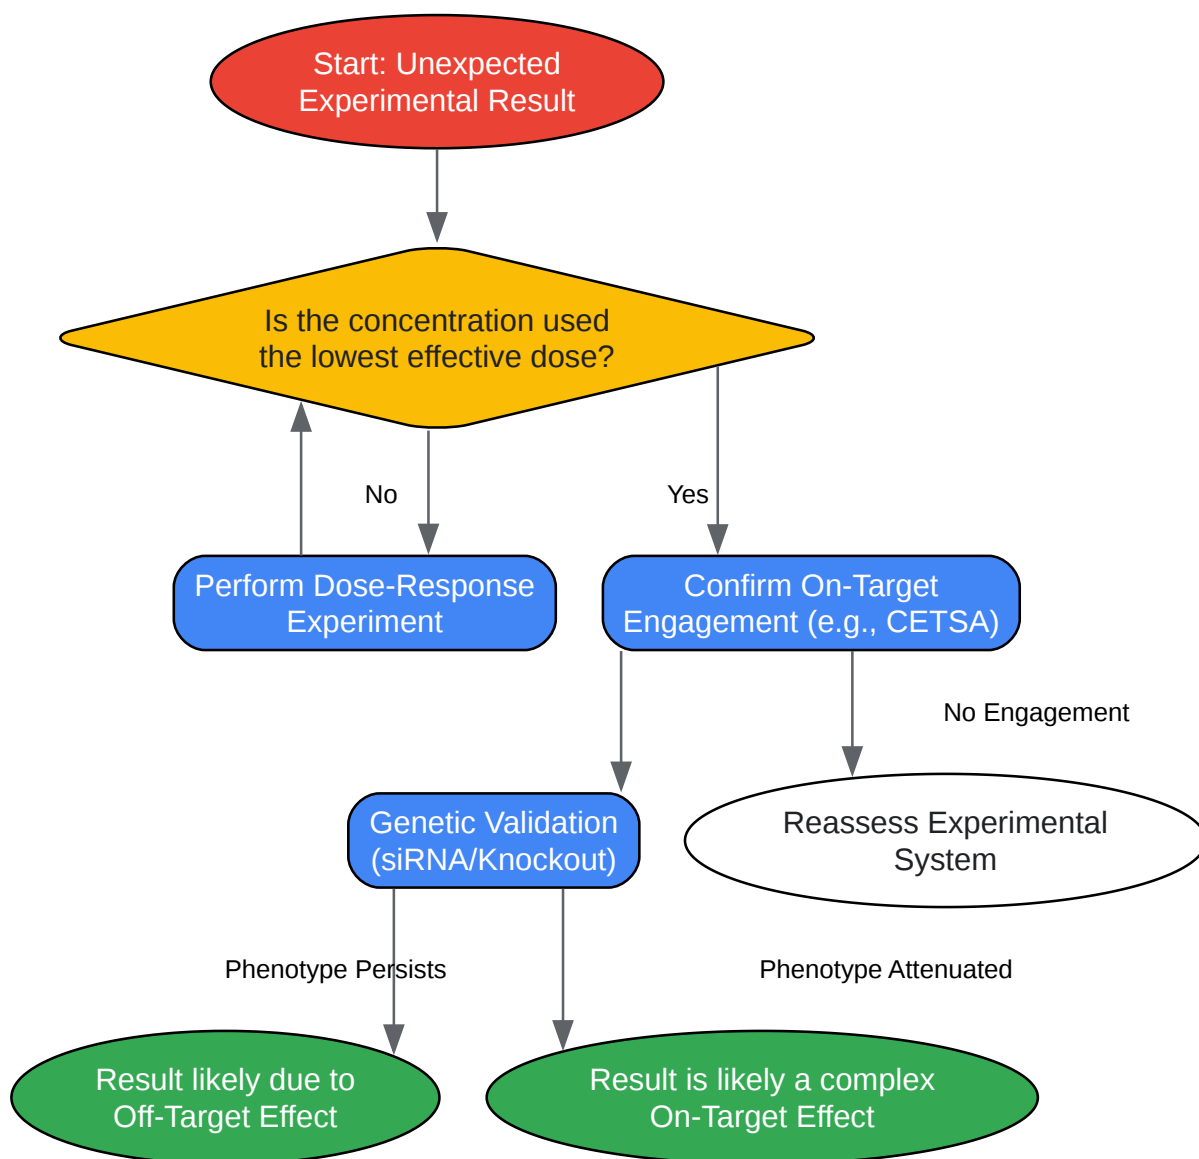 Start: Unexpected
Experimental Result
Is the concentration used
the lowest effective dose?
No
Yes
Perform Dose-Response
Experiment
Confirm On-Target
Engagement (e.g., CETSA)
No Engagement
Genetic Validation
(siRNA/Knockout)
Reassess Experimental
System
Phenotype Persists
Phenotype Attenuated
Result likely due to
Off-Target Effect
Result is likely a complex
On-Target Effect